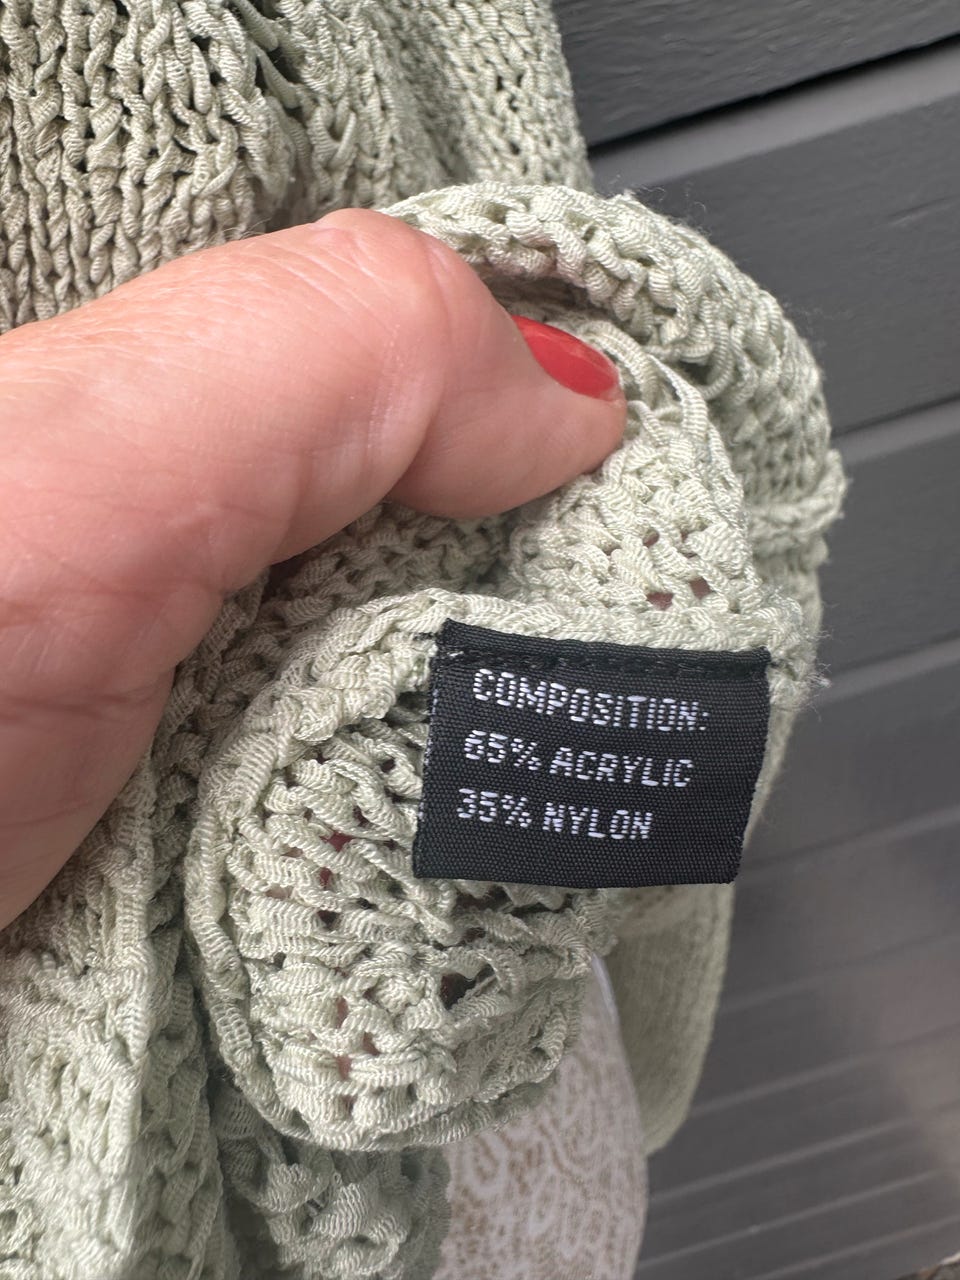 COMPOSITION:
65% ACRYLIC
35% NYLON